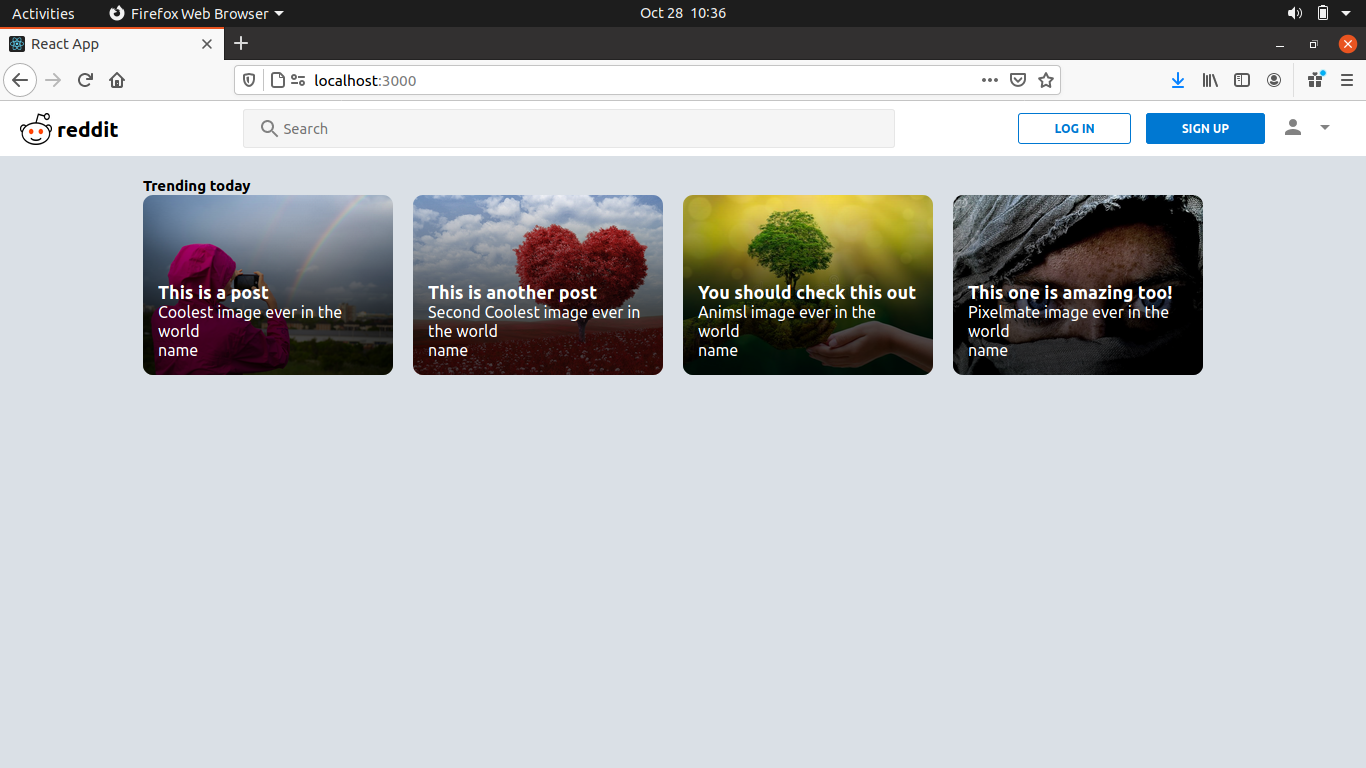 Activities
Firefox Web Browser
Oct 28 10:36
React App
localhost:3000
reddit
Search
LOG IN
SIGN UP
Trending today
This is a post
Coolest image ever in the
world
name
This is another post
Second Coolest image ever in
the world
name
You should check this out
Animsl image ever in the
world
name
This one is amazing too!
Pixelmate image ever in the
world
name